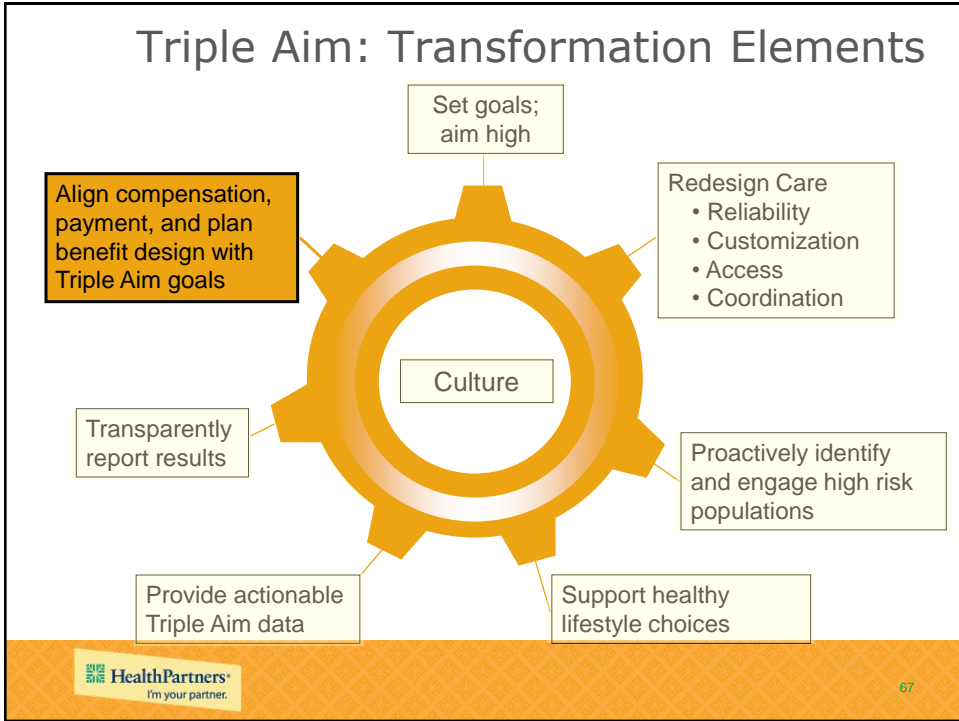 Triple Aim: Transformation Elements
Set goals;
aim high
Align compensation,
payment, and plan
benefit design with
Triple Aim goals
Redesign Care
• Reliability
• Customization
• Access
• Coordination
Culture
Transparently
report results
Proactively identify
and engage high risk
populations
Provide actionable
Triple Aim data
Support healthy
lifestyle choices
HealthPartners®
I'm your partner.
67